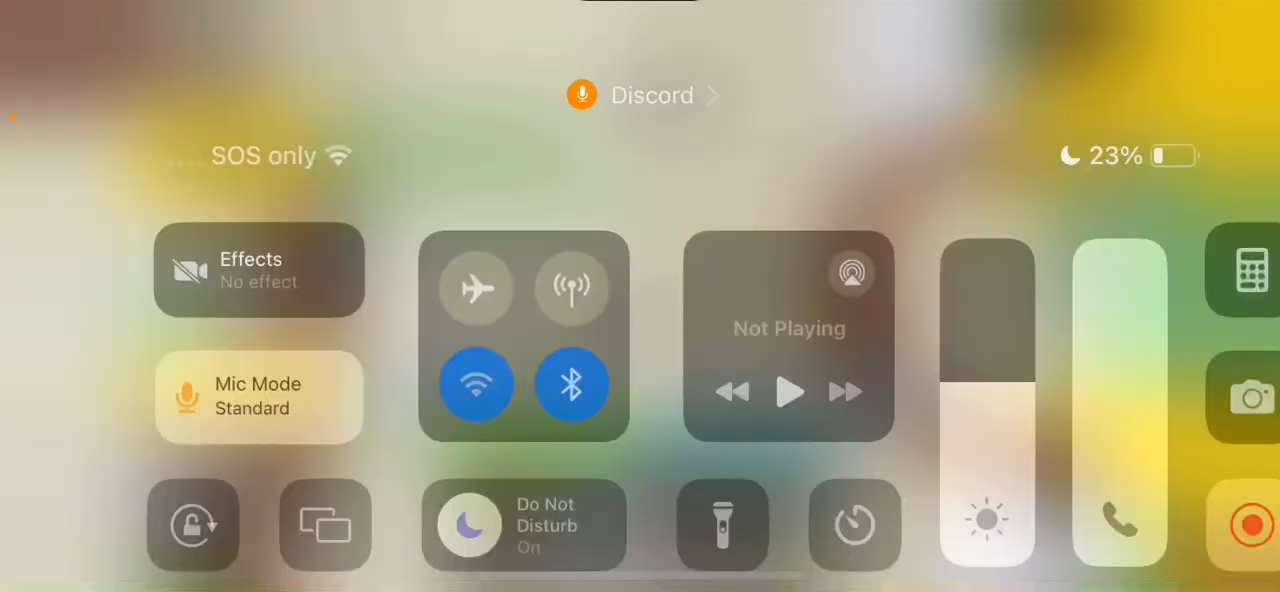 Discord
SOS only
23%
Effects
No effect
Mic Mode
Standard
Not Playing
Do Not
Disturb
On